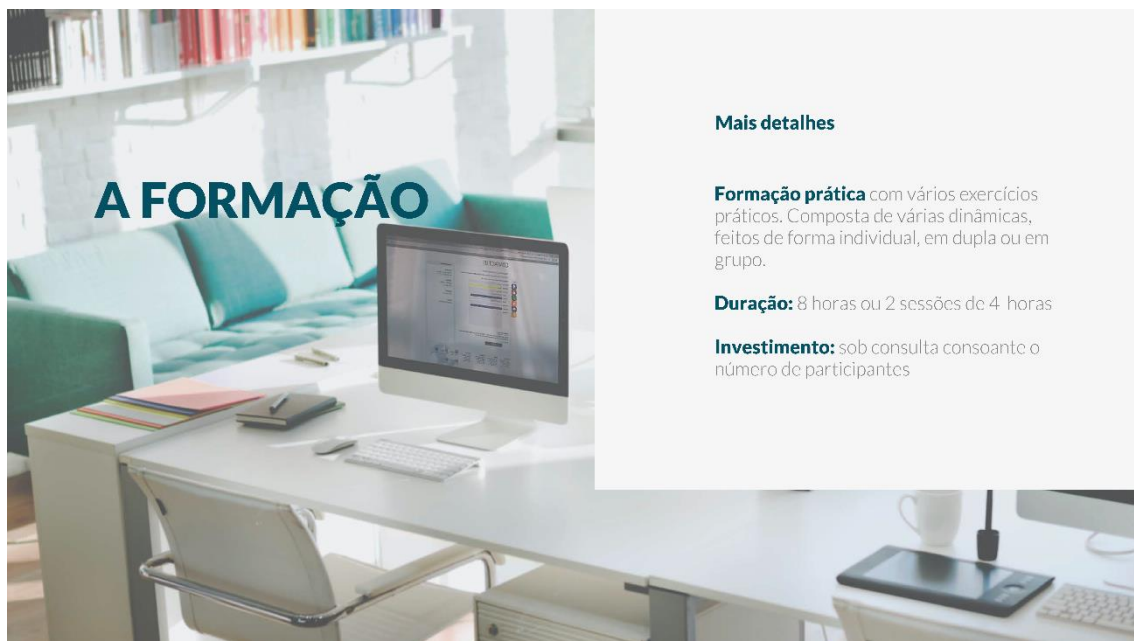 A FORMAÇÃO
Mais detalhes
Formação prática com vários exercícios
práticos. Composta de várias dinâmicas,
feitos de forma individual, em dupla ou em
grupo.
Duração: 8 horas ou 2 sessões de 4 horas
Investimento: sob consulta consoante o
número de participantes